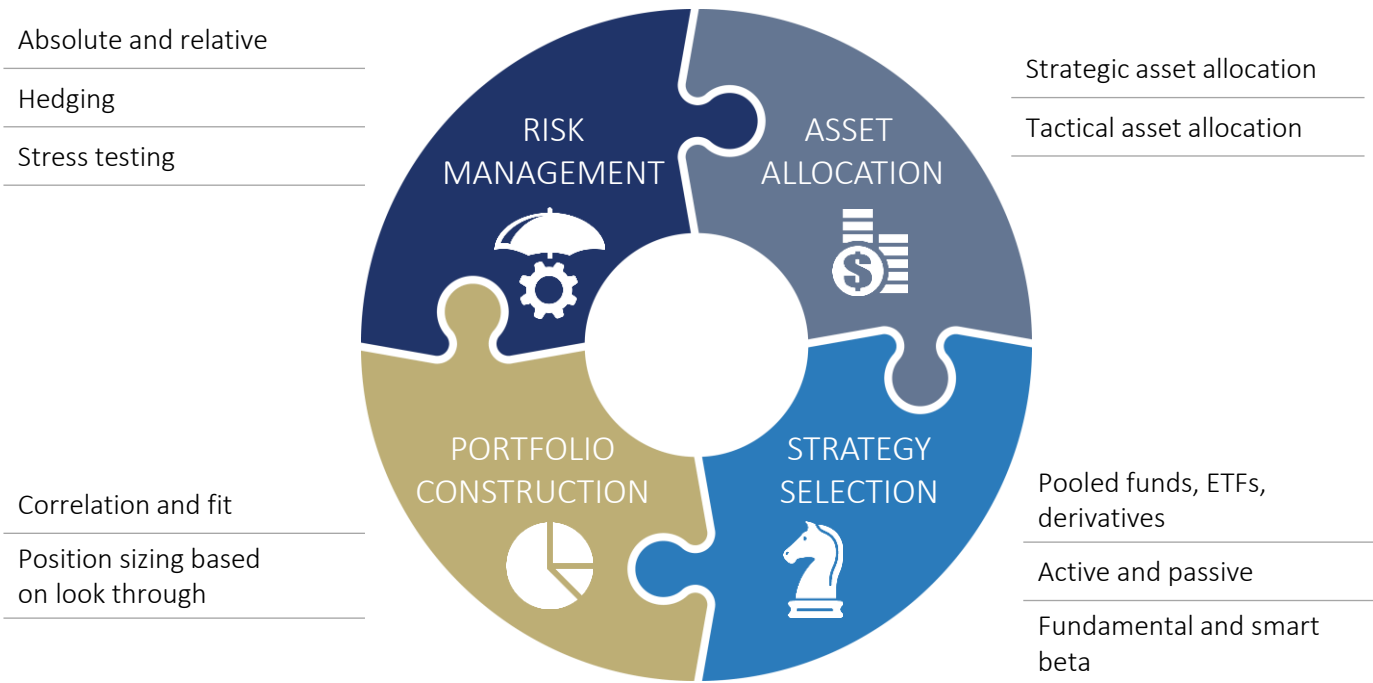 Absolute and relative
Hedging
Stress testing
RISK
MANAGEMENT
ASSET
ALLOCATION
$
Strategic asset allocation
Tactical asset allocation
Correlation and fit
Position sizing based
on look through
PORTFOLIO
CONSTRUCTION
STRATEGY
SELECTION
Pooled funds, ETFs,
derivatives
Active and passive
Fundamental and smart
beta